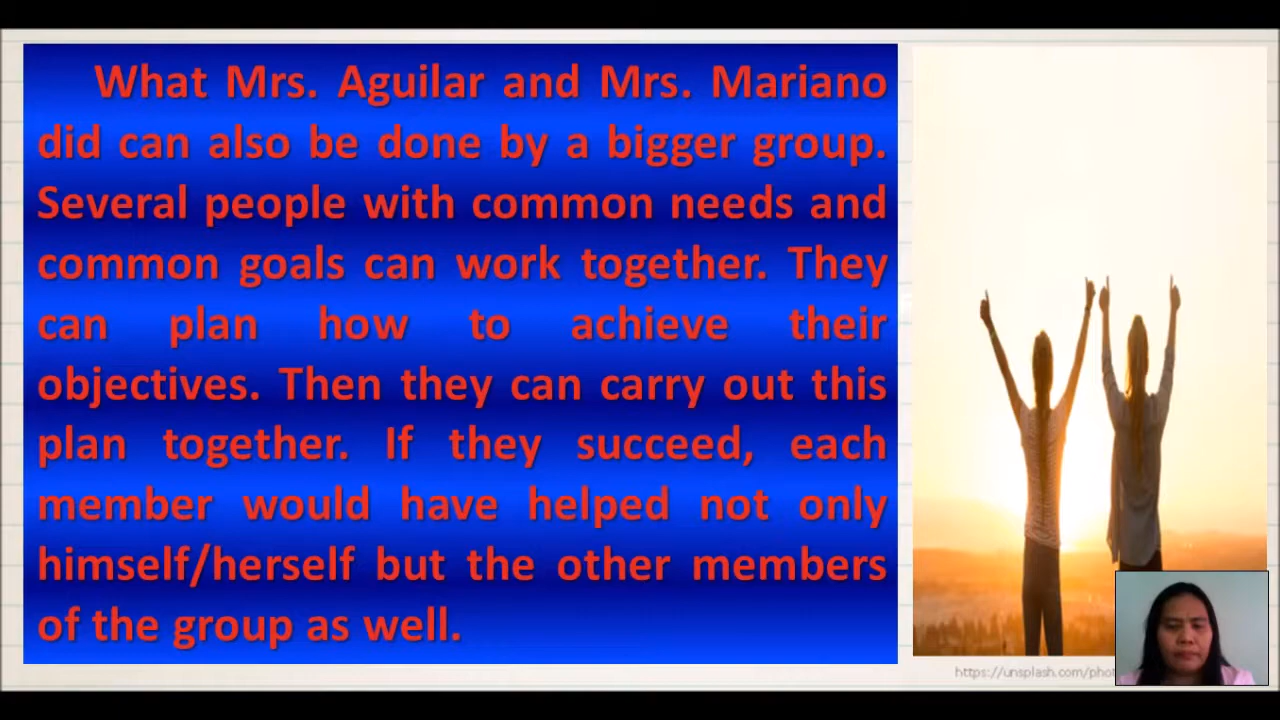 What Mrs. Aguilar and Mrs. Mariano
did can also be done by a bigger group.
Several people with common needs and
common goals can work together. They
can plan how to achieve their
objectives. Then they can carry out this
plan together. If they succeed, each
member would have helped not only
himself/herself but the other members
of the group as well.
https://unsplash.com/phot